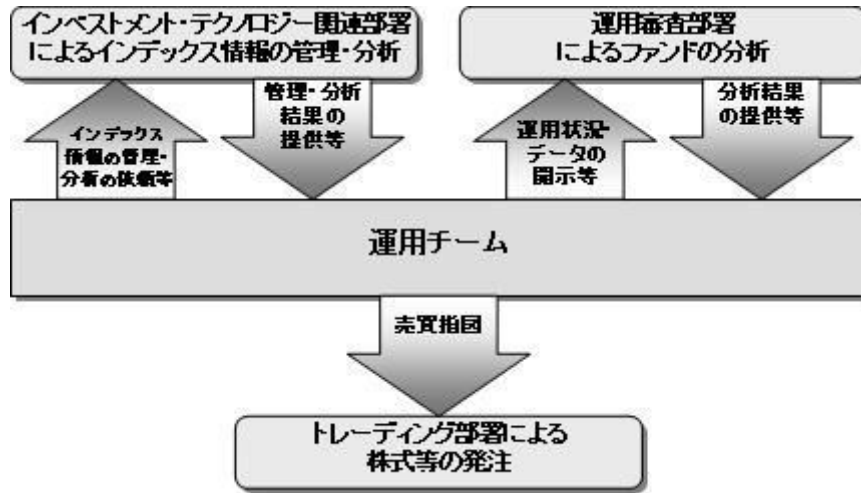 インベストメント・テクノロジー関連部署
によるインデックス情報の管理・分析
運用審査部署
によるファンドの分析
インデックス
情報の管理・
分析の依頼等
管理・分析
結果の
提供等
運用状況・
データの
開示等
分析結果
の提供等
運用チーム
売買指図
トレーディング部署による
株式等の発注